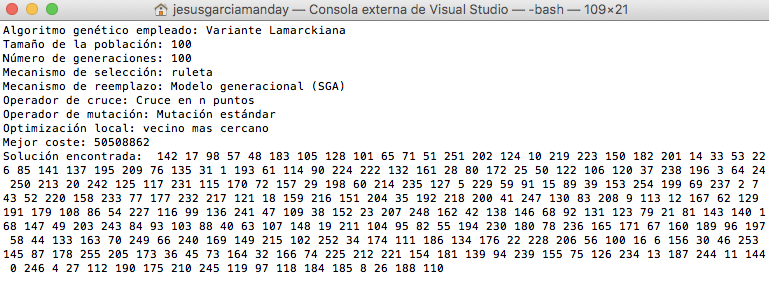 jesusgarciamanday — Consola externa de Visual Studio — -bash — 109×21
Algoritmo genético empleado: Variante Lamarckiana
Tamaño de la población: 100
Número de generaciones: 100
Mecanismo de selección: ruleta
Mecanismo de reemplazo: Modelo generacional (SGA)
Operador de cruce: Cruce en n puntos
Operador de mutación: Mutación estándar
Optimización local: vecino mas cercano
Mejor coste: 50508862
Solución encontrada:  142 17 98 57 48 183 105 128 101 65 71 51 251 202 124 10 219 223 150 182 201 14 33 53 22
6 85 141 137 195 209 76 135 31 1 193 61 114 90 224 222 132 161 28 80 172 25 50 122 106 120 37 238 196 3 64 24
 250 213 20 242 125 117 231 115 170 72 157 29 198 60 214 235 127 5 229 59 91 15 89 39 153 254 199 69 237 2 7
43 52 220 158 233 77 177 232 217 121 18 159 216 151 204 35 192 218 200 41 247 130 83 208 9 113 12 167 62 129
191 179 108 86 54 227 116 99 136 241 47 109 38 152 23 207 248 162 42 138 146 68 92 131 123 79 21 81 143 140 1
68 147 49 203 243 84 93 103 88 40 63 107 148 19 211 104 95 82 55 194 230 180 78 236 165 171 67 160 189 96 197
 58 44 133 163 70 249 66 240 169 149 215 102 252 34 174 111 186 134 176 22 228 206 56 100 16 6 156 30 46 253
145 87 178 255 205 173 36 45 73 164 32 166 74 225 212 221 154 181 139 94 239 155 75 126 234 13 187 244 11 144
 0 246 4 27 112 190 175 210 245 119 97 118 184 185 8 26 188 110